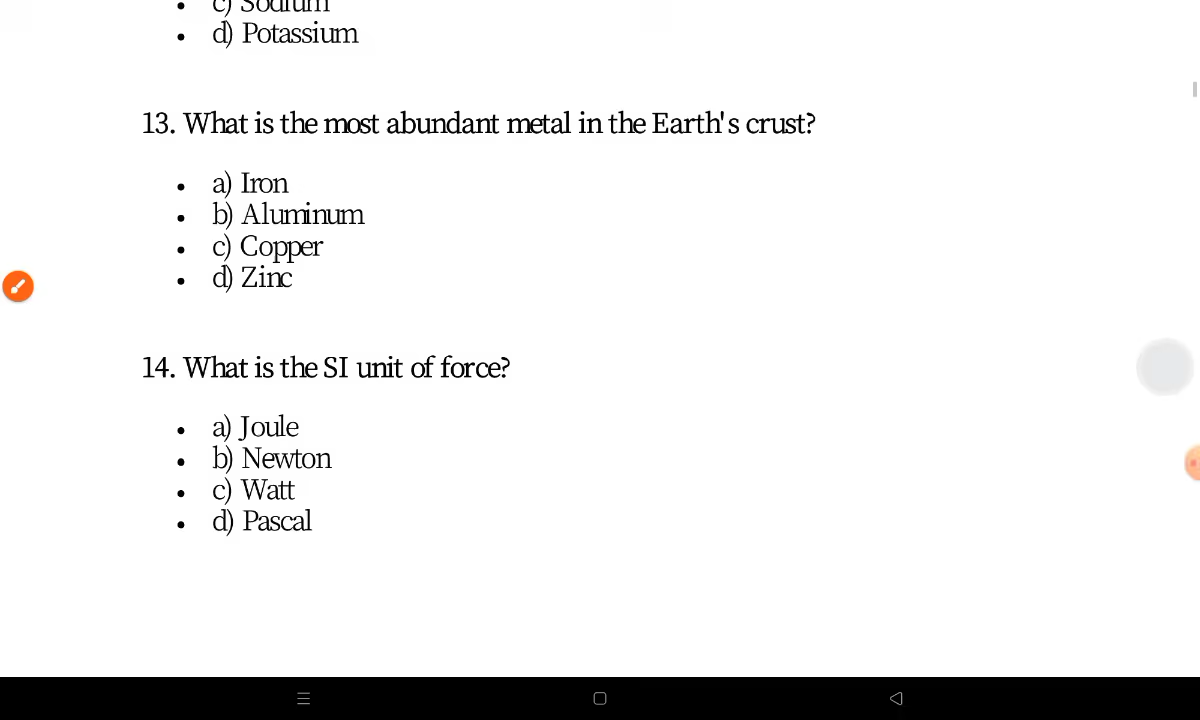 • c) Sodium
• d) Potassium
13. What is the most abundant metal in the Earth's crust?
• a) Iron
• b) Aluminum
• c) Copper
• d) Zinc
14. What is the SI unit of force?
• a) Joule
• b) Newton
• c) Watt
• d) Pascal